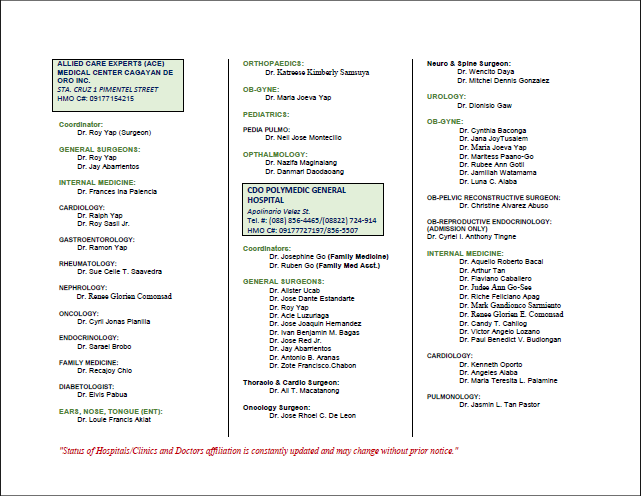 ALLIED CARE EXPERTS (ACE)
MEDICAL CENTER CAGAYAN DE
ORO INC.
STA. CRUZ 1 PIMENTEL STREET
HMO C#: 09177154215
Coordinator:
Dr. Roy Yap (Surgeon)
GENERAL SURGEONS:
Dr. Roy Yap
Dr. Jay Abarrientos
INTERNAL MEDICINE:
Dr. Frances Ina Palencia
CARDIOLOGY:
Dr. Ralph Yap
Dr. Roy Sasil Jr.
GASTROENTOROLOGY:
Dr. Ramon Yap
RHEUMATOLOGY:
Dr. Sue Celle T. Saavedra
NEPHROLOGY:
Dr. Renee Glorien Comonsad
ONCOLOGY:
Dr. Cyril Jonas Planilla
ENDOCRINOLOGY:
Dr. Sarael Brobo
FAMILY MEDICINE:
Dr. Recajoy Chio
DIABETOLOGIST:
Dr. Elvis Pabua
EARS, NOSE, TONGUE (ENT):
Dr. Louie Francis Akiat
ORTHOPAEDICS:
Dr. Katreese Kimberly Samsuya
OB-GYNE:
Dr. Maria Joeva Yap
PEDIATRICS:
PEDIA PULMO:
Dr. Neil Jose Montecillo
OPTHALMOLOGY:
Dr. Nazifa Maginalang
Dr. Danmari Daodaoang
CDO POLYMEDIC GENERAL
HOSPITAL
Apolinario Velez St.
Tel. #: (088) 856-4465/(08822) 724-914
HMO C#: 09177727197/856-5507
Coordinators:
Dr. Josephine Go (Family Medicine)
Dr. Ruben Go (Family Med Asst.)
GENERAL SURGEONS:
Dr. Alister Ucab
Dr. Jose Dante Estandarte
Dr. Roy Yap
Dr. Acie Luzuriaga
Dr. Jose Joaquin Hernandez
Dr. Ivan Benjamin M. Bagas
Dr. Jose Red Jr.
Dr. Jay Abarrientos
Dr. Antonio B. Aranas
Dr. Zote Francisco.Chabon
Thoracic & Cardio Surgeon:
Dr. Ali T. Macatanong
Oncology Surgeon:
Dr. Jose Rhoel C. De Leon
Neuro & Spine Surgeon:
Dr. Wencito Daya
Dr. Mitchel Dennis Gonzalez
UROLOGY:
Dr. Dionisio Gaw
OB-GYNE:
Dr. Cynthia Baconga
Dr. Jana JoyTusalem
Dr. Maria Joeva Yap
Dr. Maritess Paano-Go
Dr. Rubee Ann Gotil
Dr. Jamiliah Watamama
Dr. Luna C. Alaba
OB-PELVIC RECONSTRUCTIVE SURGEON:
Dr. Christine Alvarez Abuso
OB-REPRODUCTIVE ENDOCRINOLOGY:
(ADMISSION ONLY)
Dr. Cyriel I. Anthony Tingne
INTERNAL MEDICINE:
Dr. Aquello Roberto Bacal
Dr. Arthur Tan
Dr. Flaviano Caballero
Dr. Judee Ann Go-See
Dr. Riche Feliciano Apag
Dr. Mark Gandionco Sarmiento
Dr. Renee Glorien E. Comonsad
Dr. Candy T. Cahilog
Dr. Victor Angelo Lozano
Dr. Paul Benedict V. Budiongan
CARDIOLOGY:
Dr. Kenneth Oporto
Dr. Angeles Alaba
Dr. Maria Teresita L. Palamine
PULMONOLOGY:
Dr. Jasmin L. Tan Pastor
"Status of Hospitals/Clinics and Doctors affiliation is constantly updated and may change without prior notice."